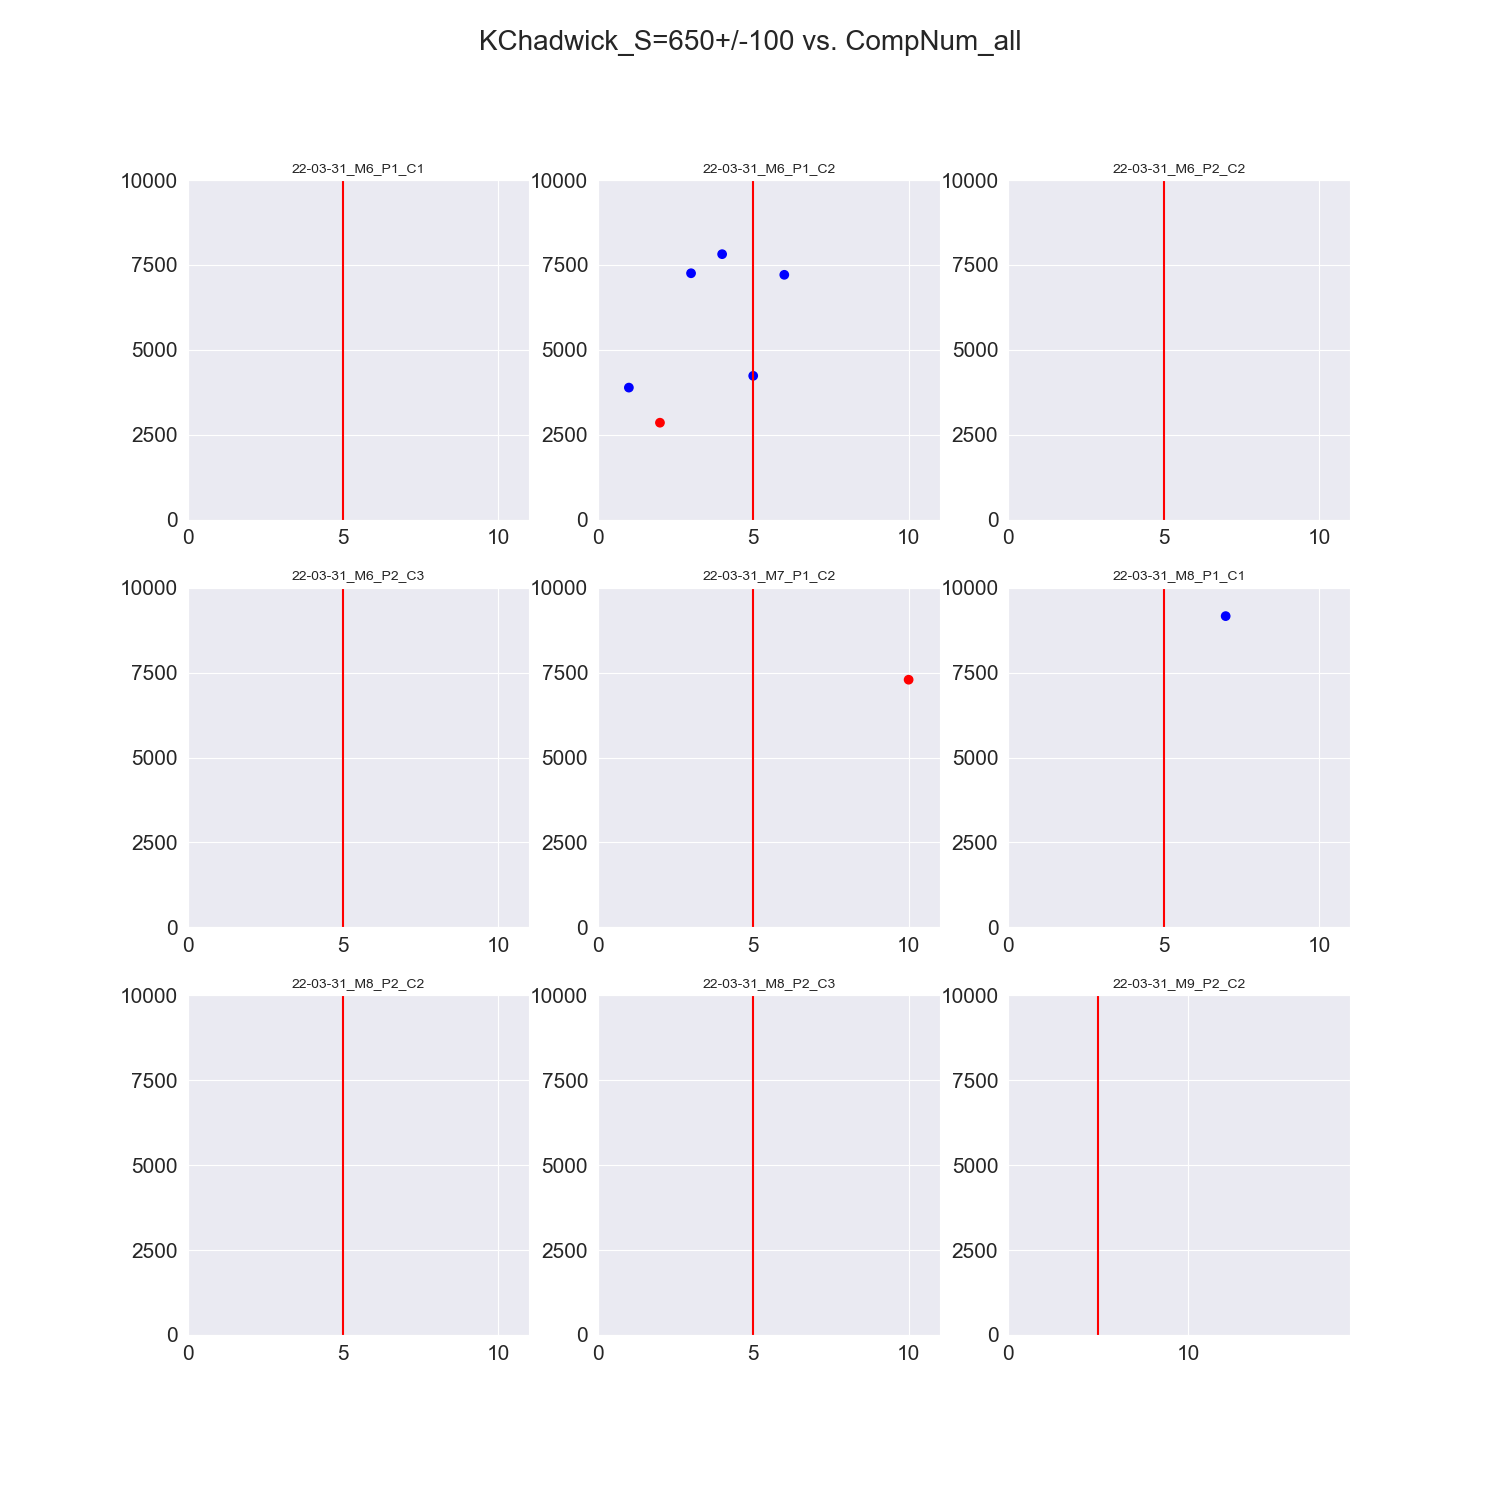 KChadwick_S=650+/-100 vs. CompNum_all
22-03-31_M6_P1_C1 22-03-31_M6_P1_C2 22-03-31_M6_P2_C2
10000 10000 10000
7500 7500 7500
5000 5000 5000
2500 2500 2500
0 0 0
0 5 10 0 5 10 0 5 10
22-03-31_M6_P2_C3 22-03-31_M7_P1_C2 22-03-31_M8_P1_C1
10000 10000 10000
7500 7500 7500
5000 5000 5000
2500 2500 2500
0 0 0
0 5 10 0 5 10 0 5 10
22-03-31_M8_P2_C2 22-03-31_M8_P2_C3 22-03-31_M9_P2_C2
10000 10000 10000
7500 7500 7500
5000 5000 5000
2500 2500 2500
0 0 0
0 5 10 0 5 10 0 10